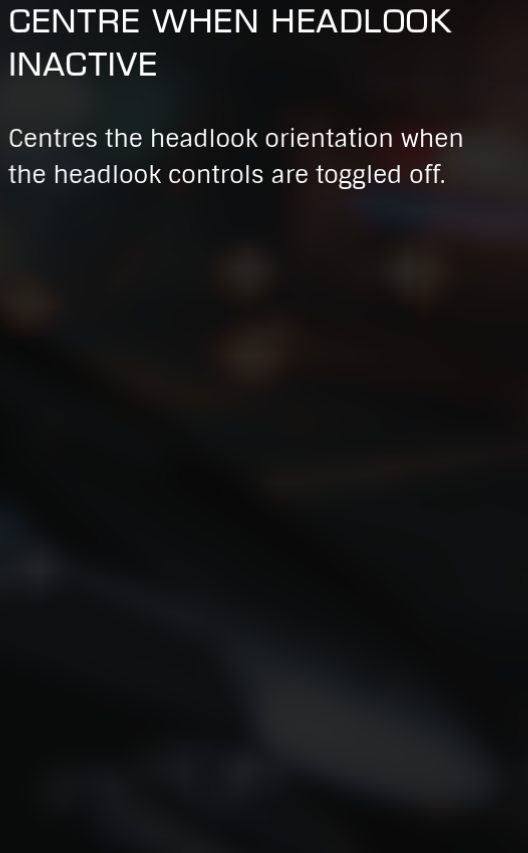 CENTRE WHEN HEADLOOK
INACTIVE
Centres the headlook orientation when
the headlook controls are toggled off.